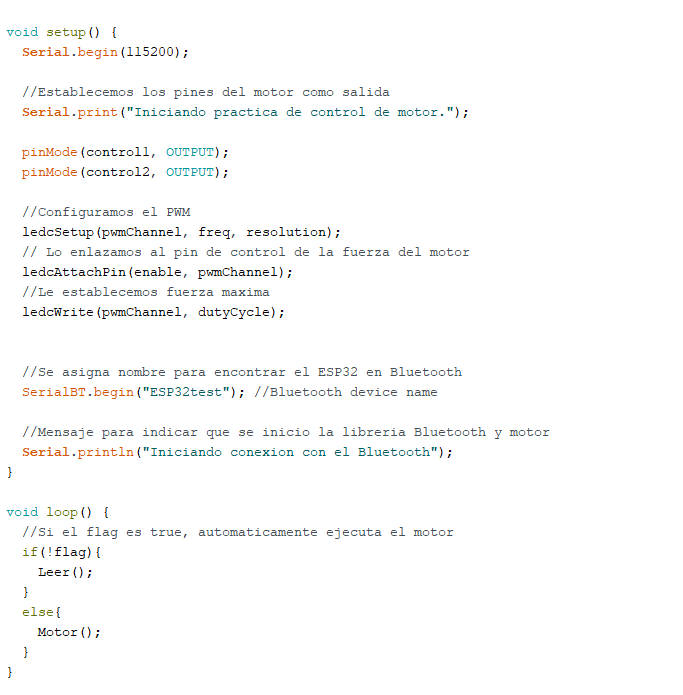 void setup() {
  Serial.begin(115200);
  //Establecemos los pines del motor como salida
  Serial.print("Iniciando practica de control de motor.");
  pinMode(control1, OUTPUT);
  pinMode(control2, OUTPUT);
  //Configuramos el PWM
  ledcSetup(pwmChannel, freq, resolution);
  // Lo enlazamos al pin de control de la fuerza del motor
  ledcAttachPin(enable, pwmChannel);
  //Le establecemos fuerza maxima
  ledcWrite(pwmChannel, dutyCycle);
  //Se asigna nombre para encontrar el ESP32 en Bluetooth
  SerialBT.begin("ESP32test"); //Bluetooth device name
  //Mensaje para indicar que se inicio la libreria Bluetooth y motor
  Serial.println("Iniciando conexion con el Bluetooth");
}
void loop() {
  //Si el flag es true, automaticamente ejecuta el motor
  if(!flag){
    Leer();
  }
  else{
    Motor();
  }
}